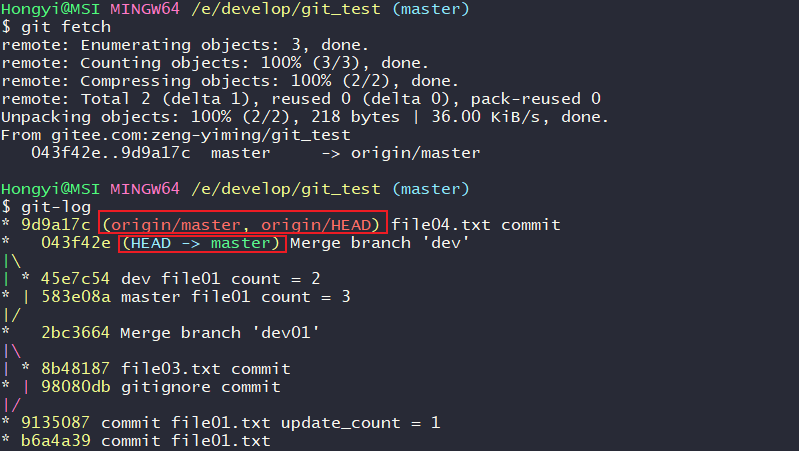 Hongyi@MSI MINGW64 /e/develop/git_test (master)
$ git fetch
remote: Enumerating objects: 3, done.
remote: Counting objects: 100% (3/3), done.
remote: Compressing objects: 100% (2/2), done.
remote: Total 2 (delta 1), reused 0 (delta 0), pack-reused 0
Unpacking objects: 100% (2/2), 218 bytes | 36.00 KiB/s, done.
From gitee.com:zeng-yiming/git_test
   043f42e..9d9a17c  master     -> origin/master

Hongyi@MSI MINGW64 /e/develop/git_test (master)
$ git-log
* 9d9a17c (origin/master, origin/HEAD) file04.txt commit
*   043f42e (HEAD -> master) Merge branch 'dev'
|\
| * 45e7c54 dev file01 count = 2
* | 583e08a master file01 count = 3
|/
*   2bc3664 Merge branch 'dev01'
|\
| * 8b48187 file03.txt commit
* | 98080db gitignore commit
|/
* 9135087 commit file01.txt update_count = 1
* b6a4a39 commit file01.txt